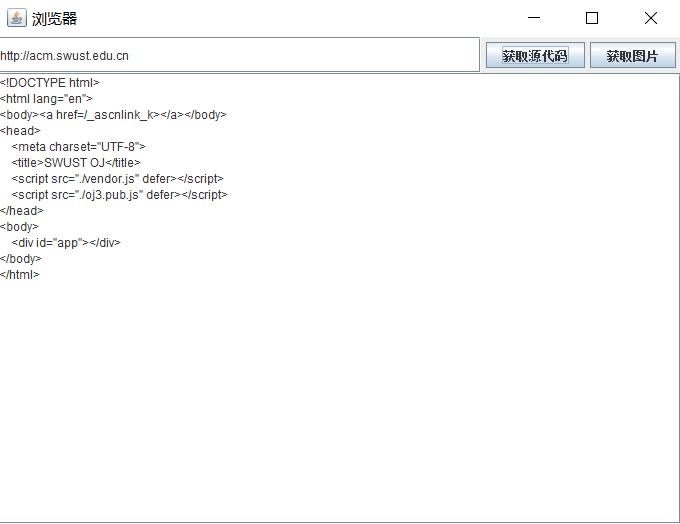 浏览器
http://acm.swust.edu.cn 获取源代码 获取图片
<!DOCTYPE html>
<html lang="en">
<body><a href=/_ascnlink_k></a></body>
<head>
    <meta charset="UTF-8">
    <title>SWUST OJ</title>
    <script src="./vendor.js" defer></script>
    <script src="./oj3.pub.js" defer></script>
</head>
<body>
    <div id="app"></div>
</body>
</html>